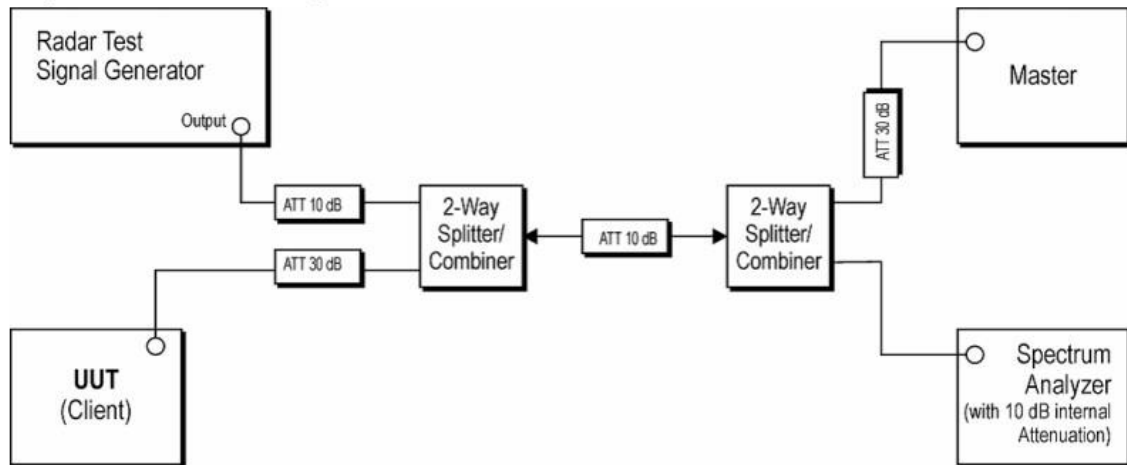 Radar Test
Signal Generator
Output
ATT 10 dB
ATT 30 dB
UUT
(Client)
2-Way
Splitter/
Combiner
ATT 10 dB
2-Way
Splitter/
Combiner
ATT 30 dB
Master
Spectrum
Analyzer
(with 10 dB internal
Attenuation)